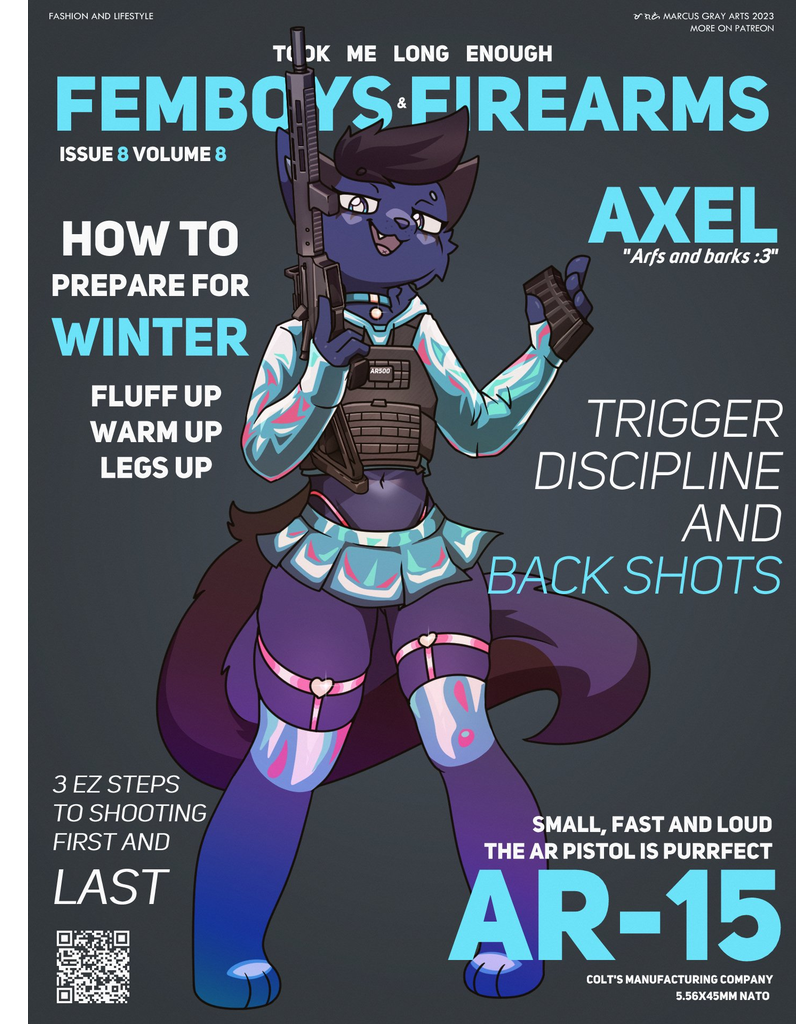 FASHION AND LIFESTYLE
MARCUS GRAY ARTS 2023
MORE ON PATREON
TOOK ME LONG ENOUGH
FEMBOYS & FIREARMS
ISSUE 8 VOLUME 8
AXEL
"Arfs and barks :3"
HOW TO
PREPARE FOR
WINTER
FLUFF UP
WARM UP
LEGS UP
AR500
TRIGGER
DISCIPLINE
AND
BACK SHOTS
3 EZ STEPS
TO SHOOTING
FIRST AND
LAST
SMALL, FAST AND LOUD
THE AR PISTOL IS PURRFECT
AR-15
COLT'S MANUFACTURING COMPANY
5.56X45MM NATO